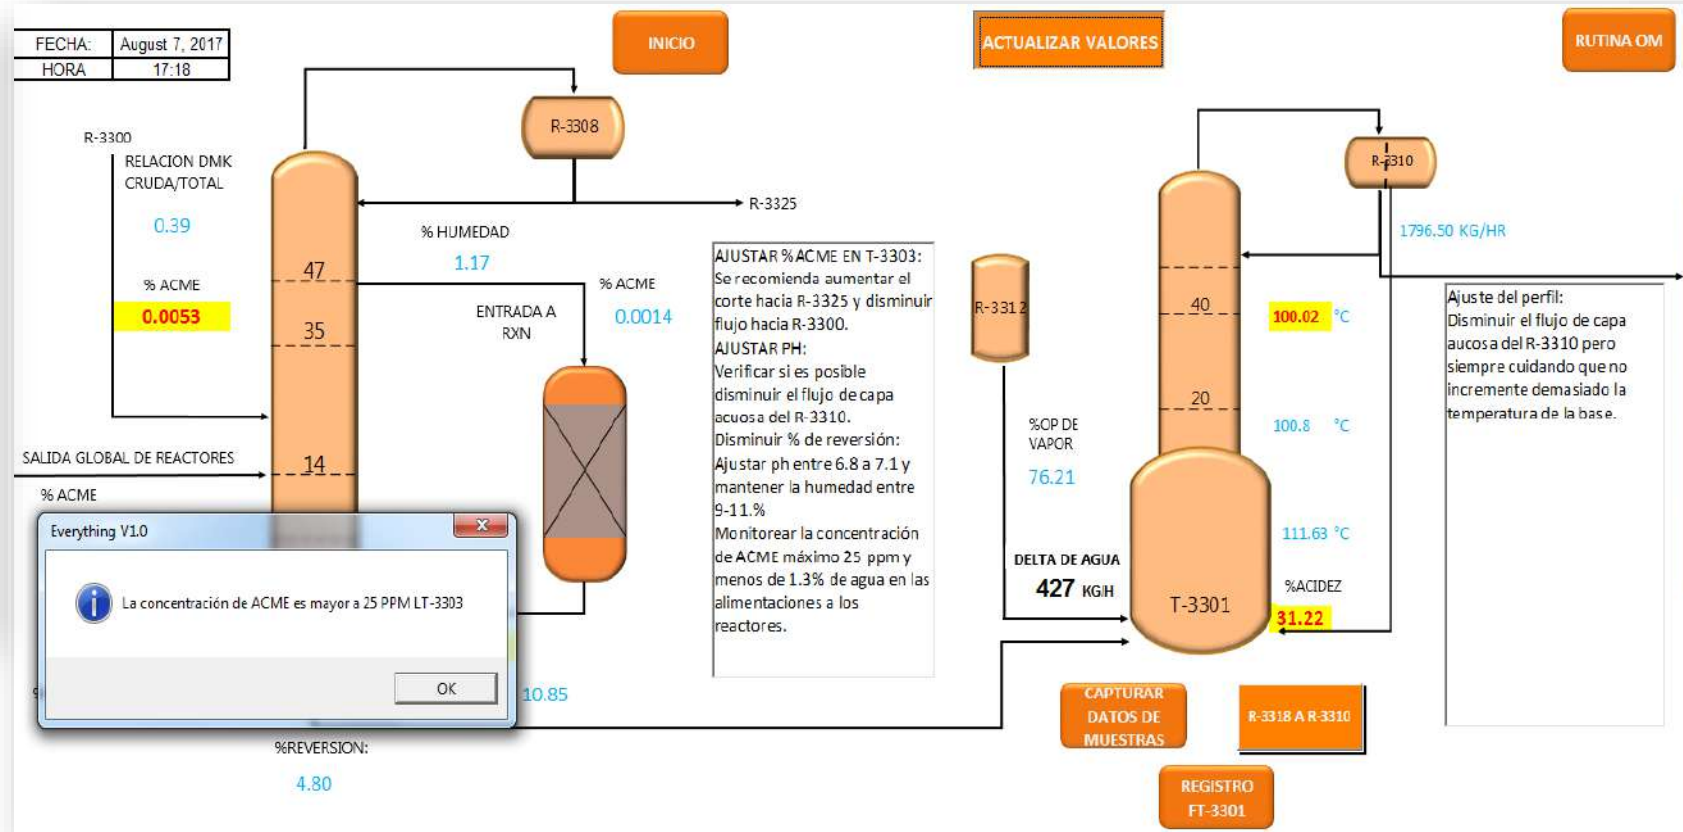 FECHA: August 7, 2017
HORA 17:18
INICIO
ACTUALIZAR VALORES
RUTINA OM
R-3308
R-3300
RELACION DMK
CRUDA/TOTAL
0.39
% ACME
0.0053
47
35
14
R-3325
% HUMEDAD
1.17
ENTRADA A
RXN
% ACME
0.0014
SALIDA GLOBAL DE REACTORES
% ACME
AJUSTAR %ACME EN T-3303:
Se recomienda aumentar el
corte hacia R-3325 y disminuir
flujo hacia R-3300.
AJUSTAR PH:
Verificar si es posible
disminuir el flujo de capa
acuosa del R-3310.
Disminuir % de reversión:
Ajustar ph entre 6.8 a 7.1 y
mantener la humedad entre
9-11.%
Monitorear la concentración
de ACME máximo 25 ppm y
menos de 1.3% de agua en las
alimentaciones a los
reactores.
Everything V1.0
La concentración de ACME es mayor a 25 PPM LT-3303
OK
10.85
%REVERSION:
4.80
R-3310
1796.50 KG/HR
R-3312
40
100.02 °C
20
100.8 °C
%OP DE
VAPOR
76.21
111.63 °C
DELTA DE AGUA
427 KG/H
T-3301
%ACIDEZ
31.22
Ajuste del perfil:
Disminuir el flujo de capa
aucosa del R-3310 pero
siempre cuidando que no
incremente demasiado la
temperatura de la base.
CAPTURAR
DATOS DE
MUESTRAS
R-3318 A R-3310
REGISTRO
FT-3301